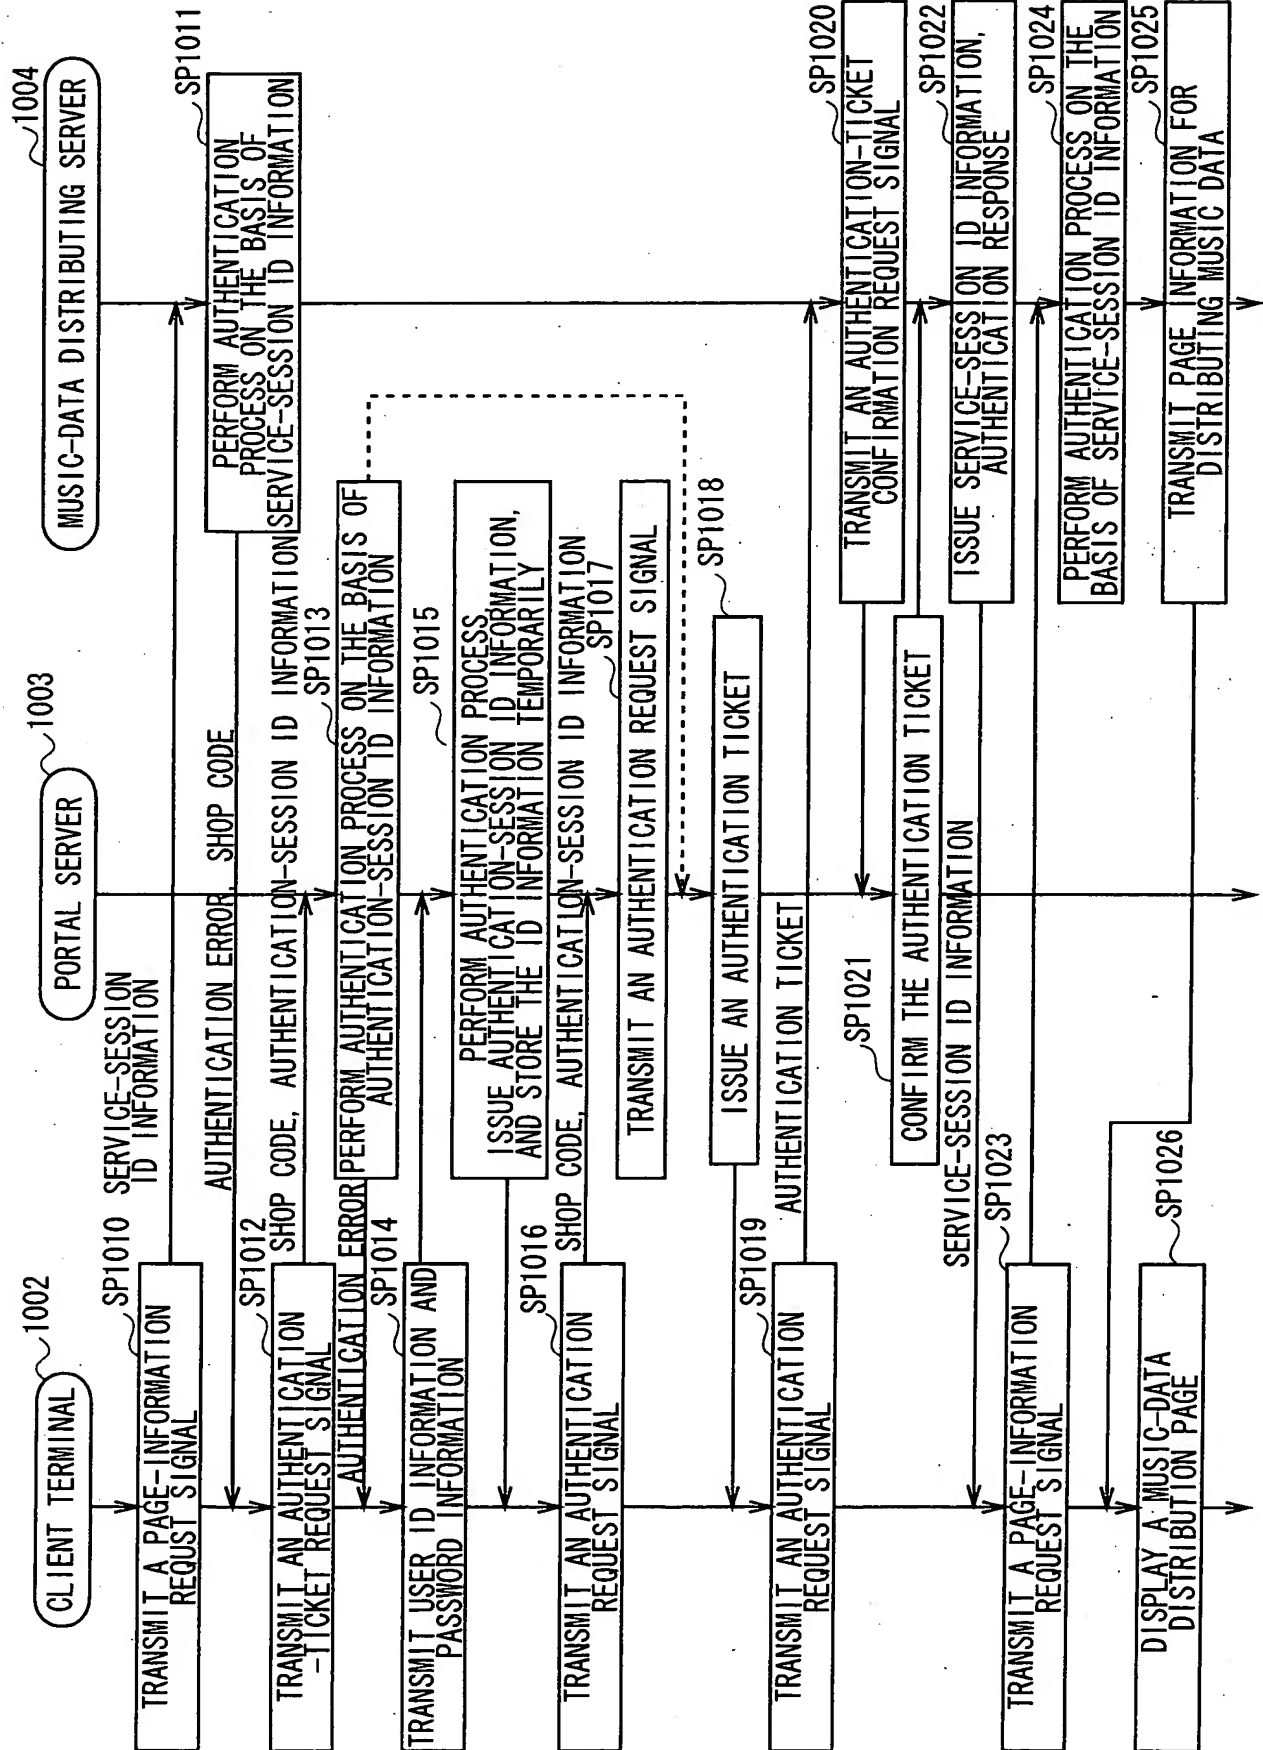 CLIENT TERMINAL
1002
PORTAL SERVER
1003
MUSIC-DATA DISTRIBUTING SERVER
1004
SP1010
TRANSMIT A PAGE-INFORMATION
REQUST SIGNAL
SERVICE-SESSION
ID INFORMATION
SP1011
PERFORM AUTHENTICATION
PROCESS ON THE BASIS OF
SERVICE-SESSION ID INFORMATION
AUTHENTICATION ERROR, SHOP CODE
SP1012
TRANSMIT AN AUTHENTICATION
-TICKET REQUEST SIGNAL
SHOP CODE, AUTHENTICATION-SESSION ID INFORMATION
SP1013
PERFORM AUTHENTICATION PROCESS ON THE BASIS OF
AUTHENTICATION-SESSION ID INFORMATION
AUTHENTICATION ERROR
SP1014
TRANSMIT USER ID INFORMATION AND
PASSWORD INFORMATION
SP1015
PERFORM AUTHENTICATION PROCESS,
ISSUE AUTHENTICATION-SESSION ID INFORMATION,
AND STORE THE ID INFORMATION TEMPORARILY
SP1016
TRANSMIT AN AUTHENTICATION
REQUEST SIGNAL
SHOP CODE, AUTHENTICATION-SESSION ID INFORMATION
SP1017
TRANSMIT AN AUTHENTICATION REQUEST SIGNAL
SP1018
ISSUE AN AUTHENTICATION TICKET
SP1019
TRANSMIT AN AUTHENTICATION
REQUEST SIGNAL
AUTHENTICATION TICKET
SP1020
TRANSMIT AN AUTHENTICATION-TICKET
CONFIRMATION REQUEST SIGNAL
SP1021
CONFIRM THE AUTHENTICATION TICKET
SP1022
ISSUE SERVICE-SESSION ID INFORMATION,
AUTHENTICATION RESPONSE
SERVICE-SESSION ID INFORMATION
SP1023
TRANSMIT A PAGE-INFORMATION
REQUEST SIGNAL
SP1024
PERFORM AUTHENTICATION PROCESS ON THE
BASIS OF SERVICE-SESSION ID INFORMATION
SP1025
TRANSMIT PAGE INFORMATION FOR
DISTRIBUTING MUSIC DATA
SP1026
DISPLAY A MUSIC-DATA
DISTRIBUTION PAGE